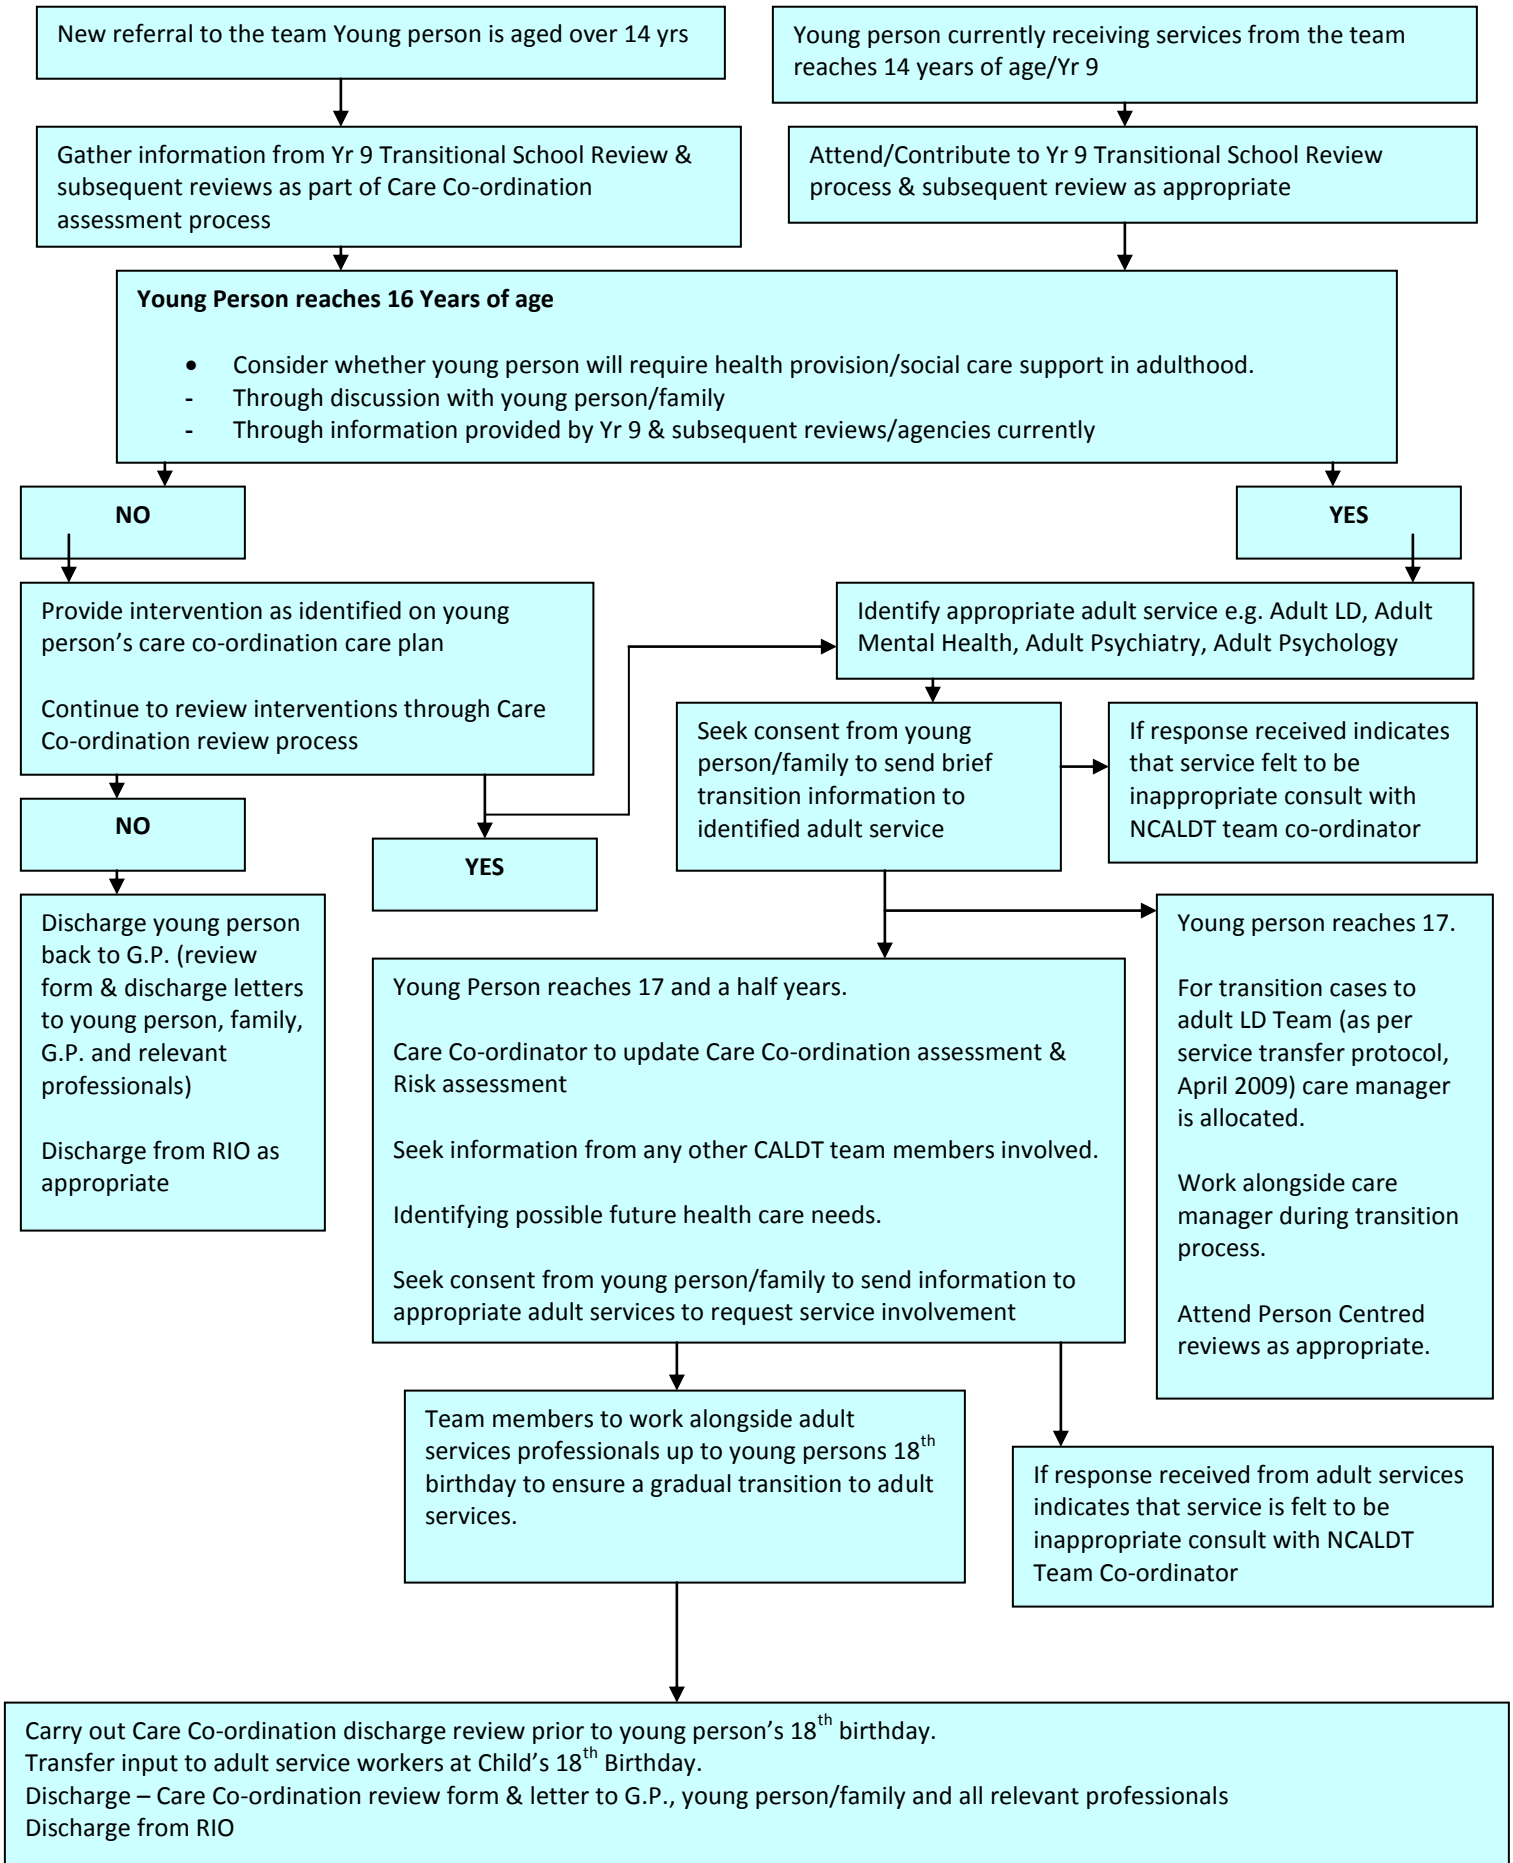 New referral to the team Young person is aged over 14 yrs
Young person currently receiving services from the team
reaches 14 years of age/Yr 9
Gather information from Yr 9 Transitional School Review &
subsequent reviews as part of Care Co-ordination
assessment process
Attend/Contribute to Yr 9 Transitional School Review
process & subsequent review as appropriate
Young Person reaches 16 Years of age
• Consider whether young person will require health provision/social care support in adulthood.
- Through discussion with young person/family
- Through information provided by Yr 9 & subsequent reviews/agencies currently
NO
YES
Provide intervention as identified on young
person’s care co-ordination care plan
Continue to review interventions through Care
Co-ordination review process
Identify appropriate adult service e.g. Adult LD, Adult
Mental Health, Adult Psychiatry, Adult Psychology
Seek consent from young
person/family to send brief
transition information to
identified adult service
If response received indicates
that service felt to be
inappropriate consult with
NCALDT team co-ordinator
NO
YES
Discharge young person
back to G.P. (review
form & discharge letters
to young person, family,
G.P. and relevant
professionals)
Discharge from RIO as
appropriate
Young Person reaches 17 and a half years.
Care Co-ordinator to update Care Co-ordination assessment &
Risk assessment
Seek information from any other CALDT team members involved.
Identifying possible future health care needs.
Seek consent from young person/family to send information to
appropriate adult services to request service involvement
Young person reaches 17.
For transition cases to
adult LD Team (as per
service transfer protocol,
April 2009) care manager
is allocated.
Work alongside care
manager during transition
process.
Attend Person Centred
reviews as appropriate.
Team members to work alongside adult
services professionals up to young persons 18th
birthday to ensure a gradual transition to adult
services.
If response received from adult services
indicates that service is felt to be
inappropriate consult with NCALDT
Team Co-ordinator
Carry out Care Co-ordination discharge review prior to young person’s 18th birthday.
Transfer input to adult service workers at Child’s 18th Birthday.
Discharge – Care Co-ordination review form & letter to G.P., young person/family and all relevant professionals
Discharge from RIO